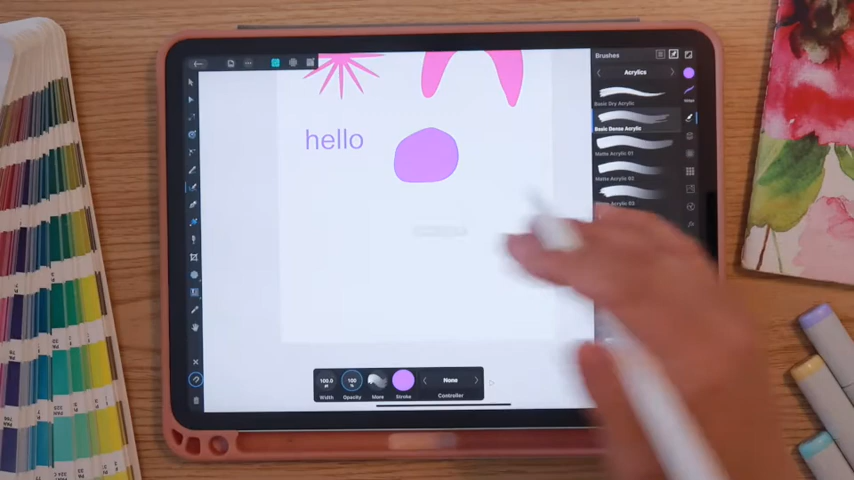 Brushes
Acrylics
Basic Dry Acrylic
Basic Dense Acrylic
Matte Acrylic 01
Matte Acrylic 02
hello
100.0
pt
100
%
None
Width
Opacity
More
Stroke
Controller